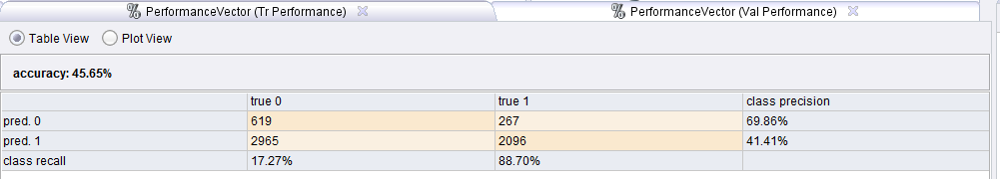 PerformanceVector (Tr Performance) PerformanceVector (Val Performance)
Table View Plot View
accuracy: 45.65%
true 0 true 1 class precision
pred. 0 619 267 69.86%
pred. 1 2965 2096 41.41%
class recall 17.27% 88.70%